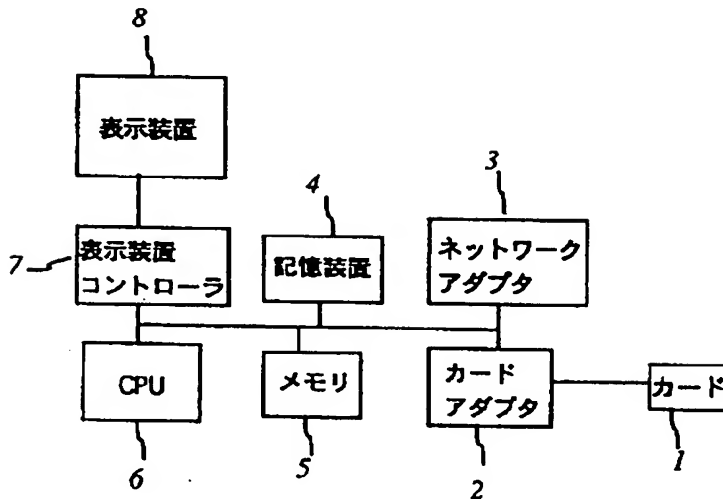 8
表示装置
4
3
7
表示装置
コントローラ
記憶装置
ネットワーク
アダプタ
CPU
メモリ
カード
アダプタ
カード
6
5
2
1